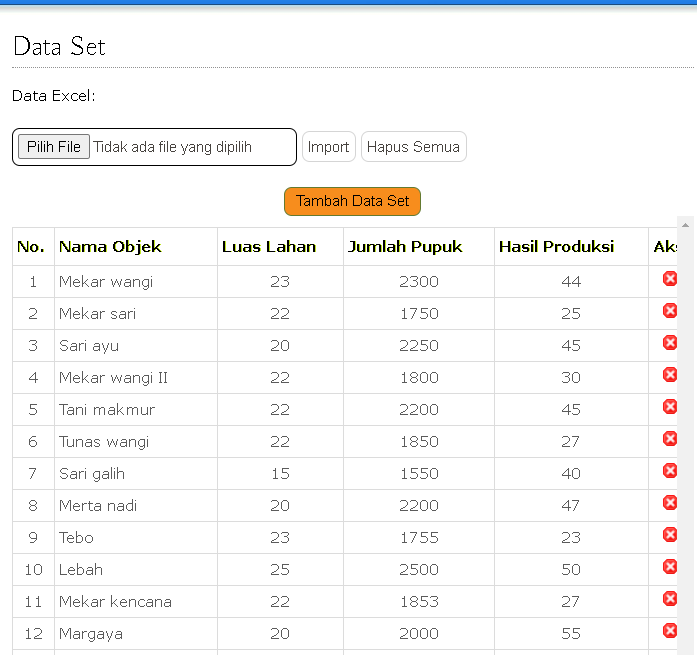 Data Set
Data Excel:
Pilih File Tidak ada file yang dipilih Import Hapus Semua
Tambah Data Set
No. Nama Objek Luas Lahan Jumlah Pupuk Hasil Produksi Aks
1 Mekar wangi 23 2300 44
2 Mekar sari 22 1750 25
3 Sari ayu 20 2250 45
4 Mekar wangi II 22 1800 30
5 Tani makmur 22 2200 45
6 Tunas wangi 22 1850 27
7 Sari galih 15 1550 40
8 Merta nadi 20 2200 47
9 Tebo 23 1755 23
10 Lebah 25 2500 50
11 Mekar kencana 22 1853 27
12 Margaya 20 2000 55